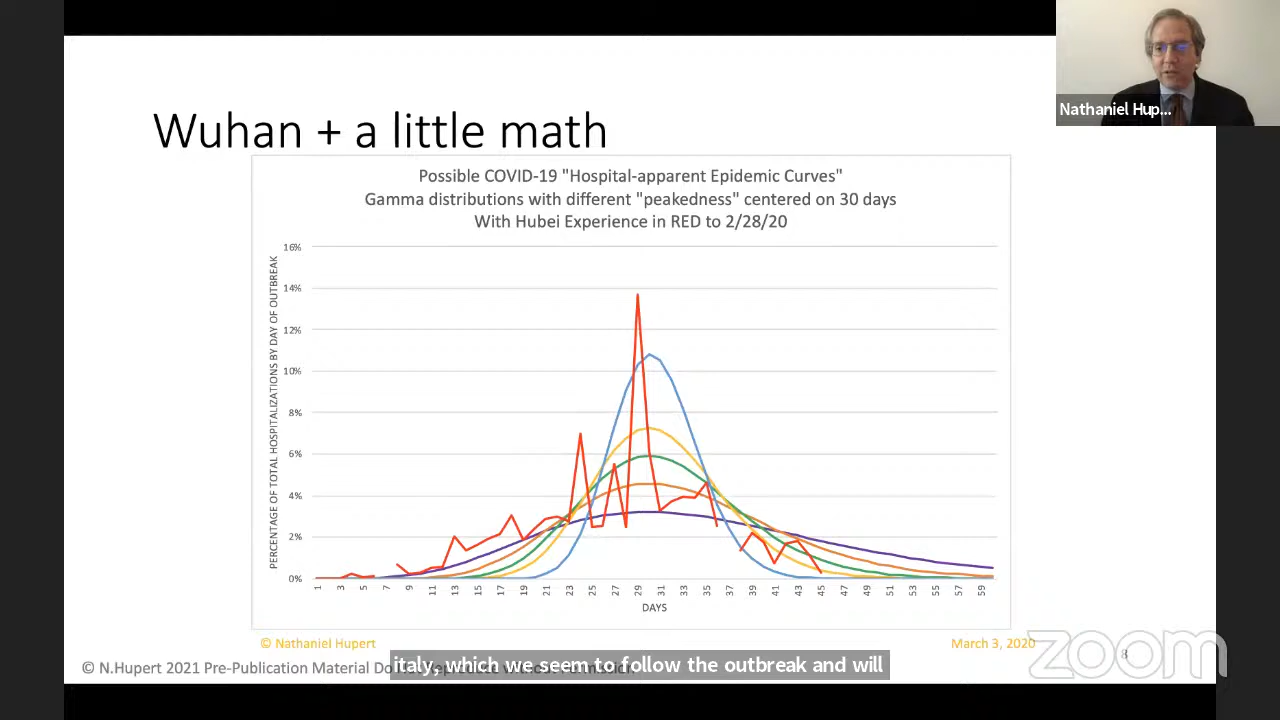 Nathaniel Hup...
Wuhan + a little math
Possible COVID-19 "Hospital-apparent Epidemic Curves"
Gamma distributions with different "peakedness" centered on 30 days
With Hubei Experience in RED to 2/28/20
PERCENTAGE OF TOTAL HOSPITALIZATIONS BY DAY OF OUTBREAK
16%
14%
12%
10%
8%
6%
4%
2%
0%
1 3 5 7 9 11 13 15 17 19 21 23 25 27 29 31 33 35 37 39 41 43 45 47 49 51 53 55 57 59
DAYS
© Nathaniel Hupert
March 3, 2020
© N.Hupert 2021 Pre-Publication Material Do
italy, which we seem to follow the outbreak and will
zoom
8